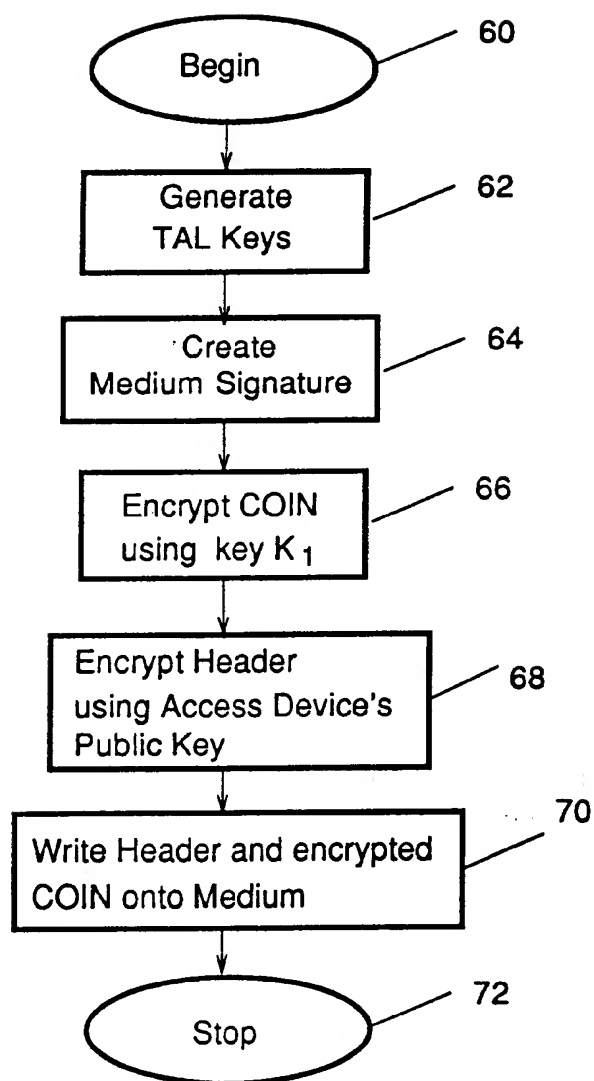 Begin
60
Generate
TAL Keys
62
Create
Medium Signature
64
Encrypt COIN
using key K1
66
Encrypt Header
using Access Device's
Public Key
68
Write Header and encrypted
COIN onto Medium
70
Stop
72